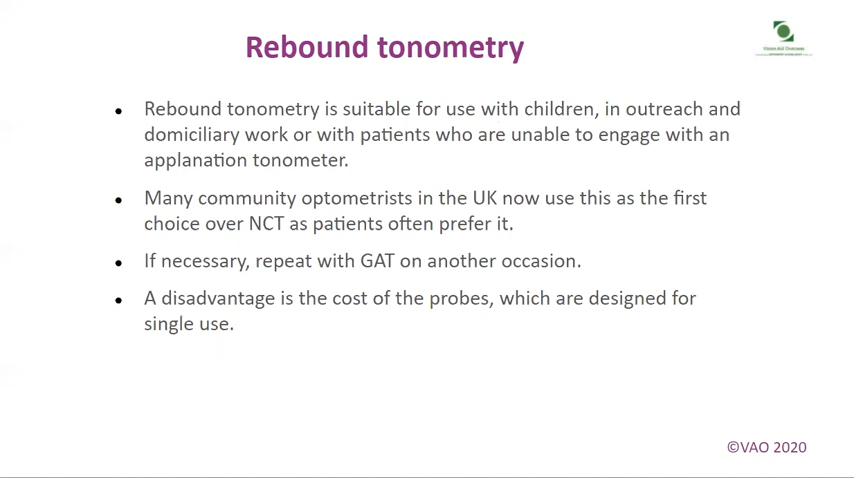 Rebound tonometry
Vision Aid Overseas
• Rebound tonometry is suitable for use with children, in outreach and
domiciliary work or with patients who are unable to engage with an
applanation tonometer.
• Many community optometrists in the UK now use this as the first
choice over NCT as patients often prefer it.
• If necessary, repeat with GAT on another occasion.
• A disadvantage is the cost of the probes, which are designed for
single use.
©VAO 2020